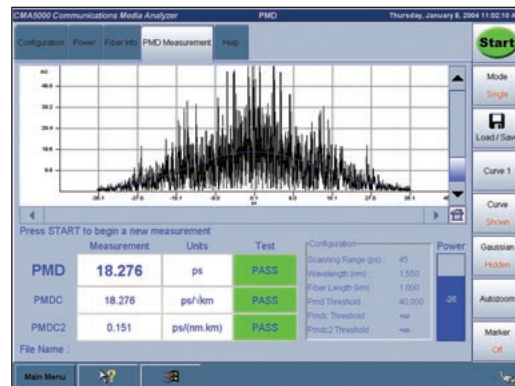 CMA5000 Communications Media Analyzer PMD Thursday, January 8, 2004 11:02:10 A
Configuration Power Fiber Info PMD Measurement Help
Start
Mode
Single
Load / Save
Curve 1
Curve
Shown
Gaussian
Hidden
Autozoom
Marker
Off
Press START to begin a new measurement
Measurement Units Test
PMD 18.276 ps PASS
PMDC 18.276 ps/√km PASS
PMDC2 0.151 ps/(nm.km) PASS
Configuration
Scanning Range (ps) 45
Wavelength (nm) : 1,550
Fiber Length (km) 1.000
Pmd Threshold 40.000
Pmdc Threshold +∞
Pmdc2 Threshold +∞
Power
-26
File Name :
Main Menu